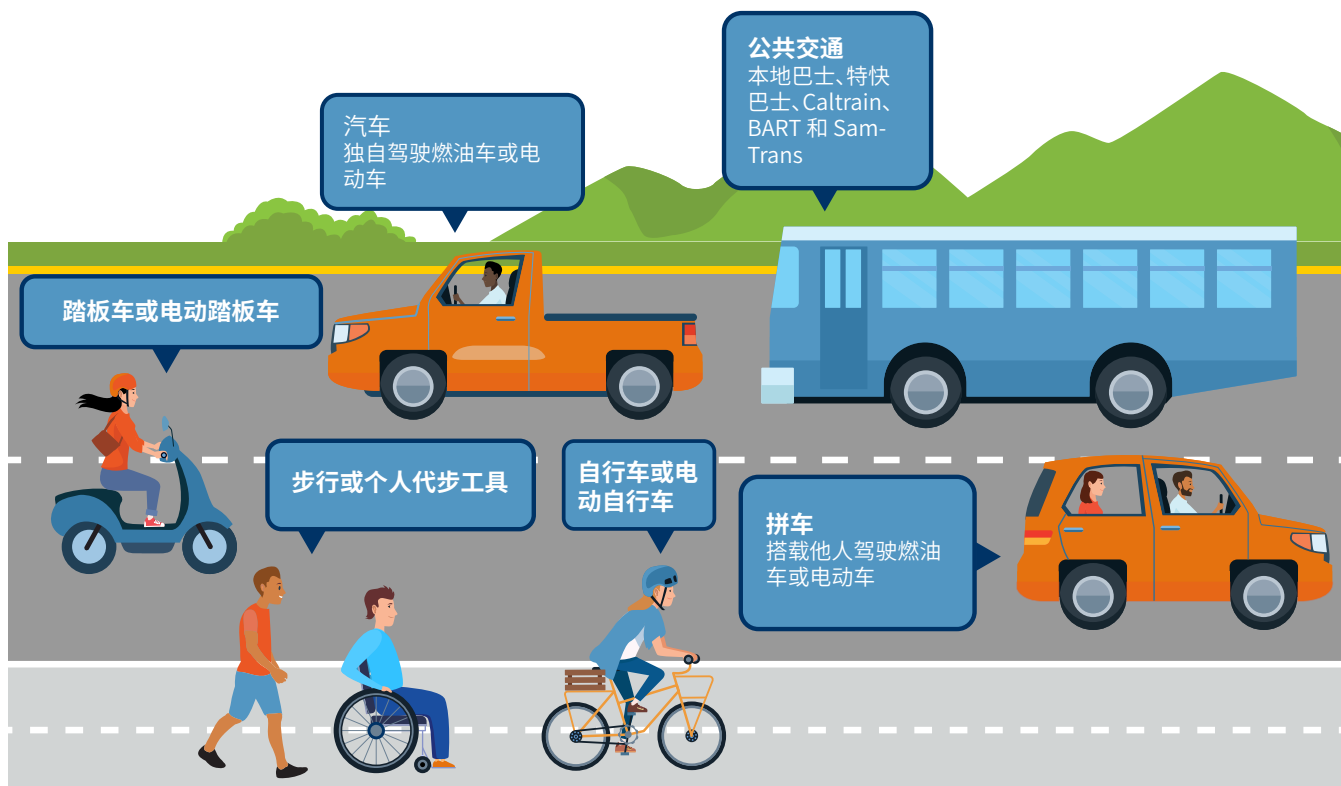 公共交通
本地巴士、特快
巴士、Caltrain、
BART 和 Sam-
Trans
汽车
独自驾驶燃油车或电
动车
踏板车或电动踏板车
步行或个人代步工具
自行车或电
动自行车
拼车
搭载他人驾驶燃油
车或电动车